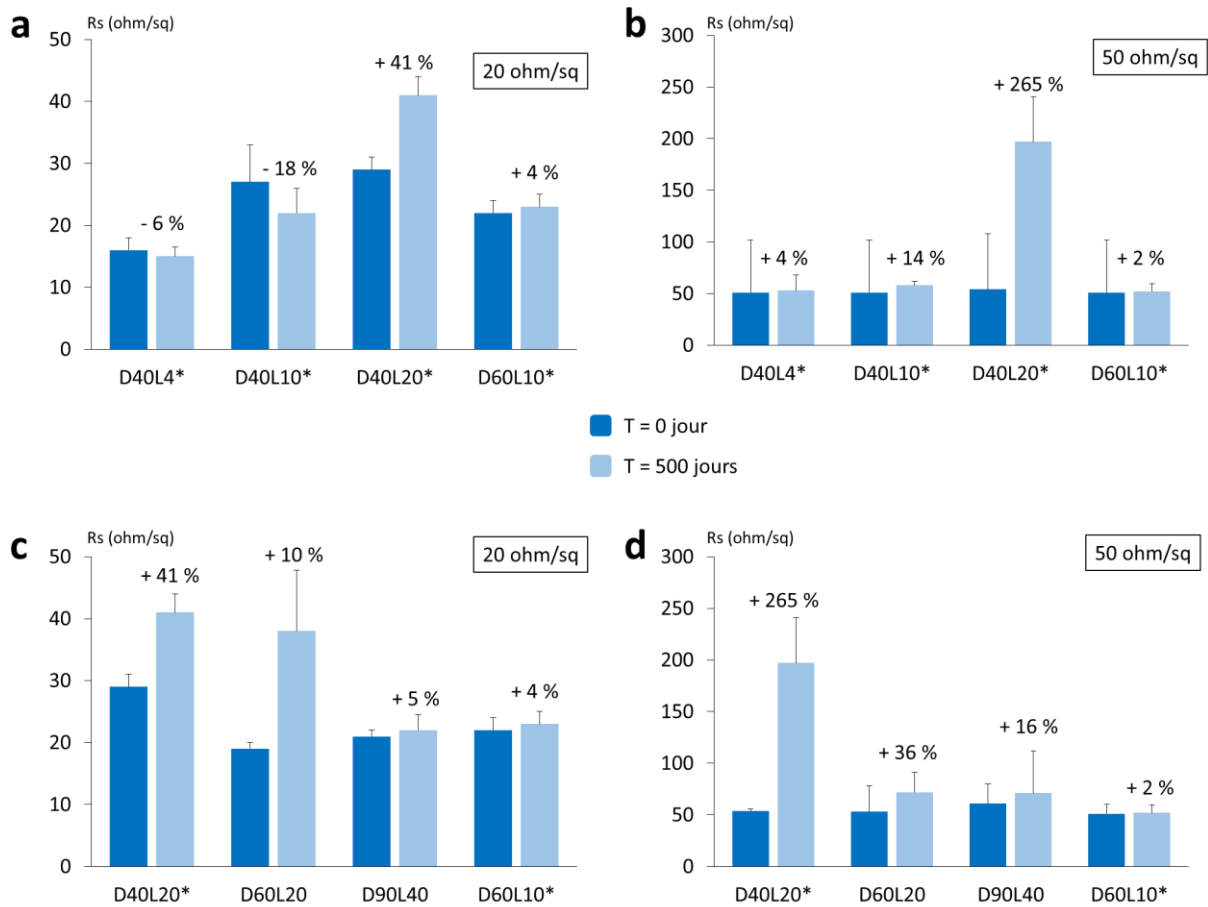 a
Rs (ohm/sq)
20 ohm/sq
50
40
30
20
10
0
- 6 %
- 18 %
+ 41 %
+ 4 %
D40L4* D40L10* D40L20* D60L10*
b
Rs (ohm/sq)
50 ohm/sq
300
250
200
150
100
50
0
+ 4 %
+ 14 %
+ 265 %
+ 2 %
D40L4* D40L10* D40L20* D60L10*
T = 0 jour
T = 500 jours
c
Rs (ohm/sq)
20 ohm/sq
50
40
30
20
10
0
+ 41 %
+ 10 %
+ 5 %
+ 4 %
D40L20* D60L20 D90L40 D60L10*
d
Rs (ohm/sq)
50 ohm/sq
300
250
200
150
100
50
0
+ 265 %
+ 36 %
+ 16 %
+ 2 %
D40L20* D60L20 D90L40 D60L10*